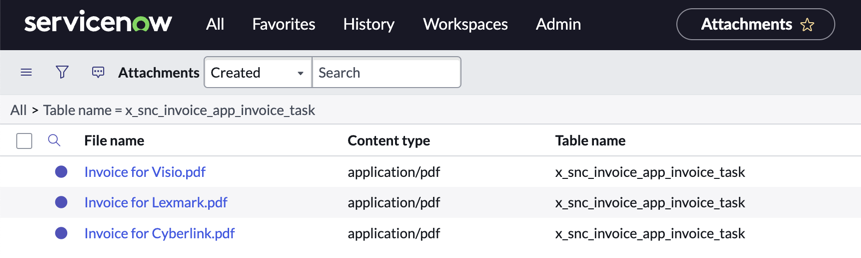 servicenow All Favorites History Workspaces Admin Attachments
Attachments Created Search
All > Table name = x_snc_invoice_app_invoice_task
File name Content type Table name
Invoice for Visio.pdf application/pdf x_snc_invoice_app_invoice_task
Invoice for Lexmark.pdf application/pdf x_snc_invoice_app_invoice_task
Invoice for Cyberlink.pdf application/pdf x_snc_invoice_app_invoice_task